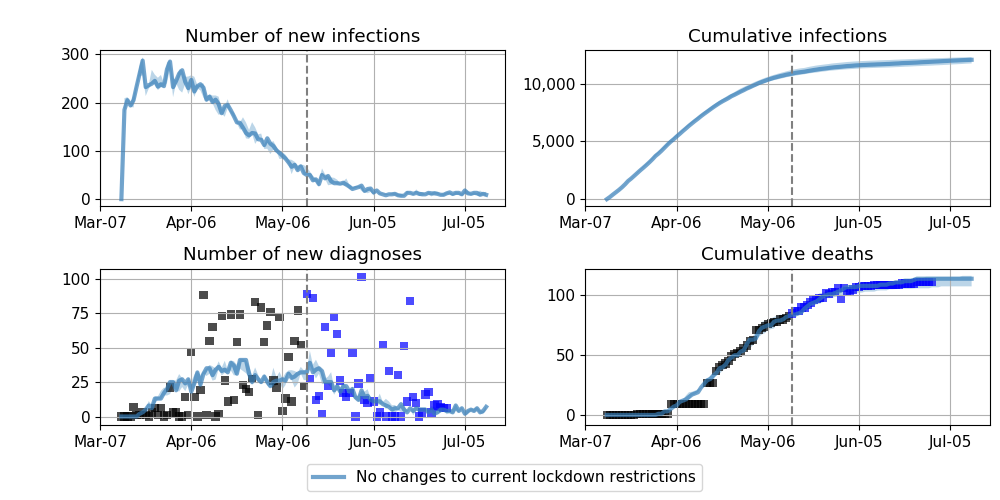 Number of new infections
300
200
100
0
Mar-07 Apr-06 May-06 Jun-05 Jul-05
Cumulative infections
10,000
5,000
0
Mar-07 Apr-06 May-06 Jun-05 Jul-05
Number of new diagnoses
100
75
50
25
0
Mar-07 Apr-06 May-06 Jun-05 Jul-05
Cumulative deaths
100
50
0
Mar-07 Apr-06 May-06 Jun-05 Jul-05
No changes to current lockdown restrictions